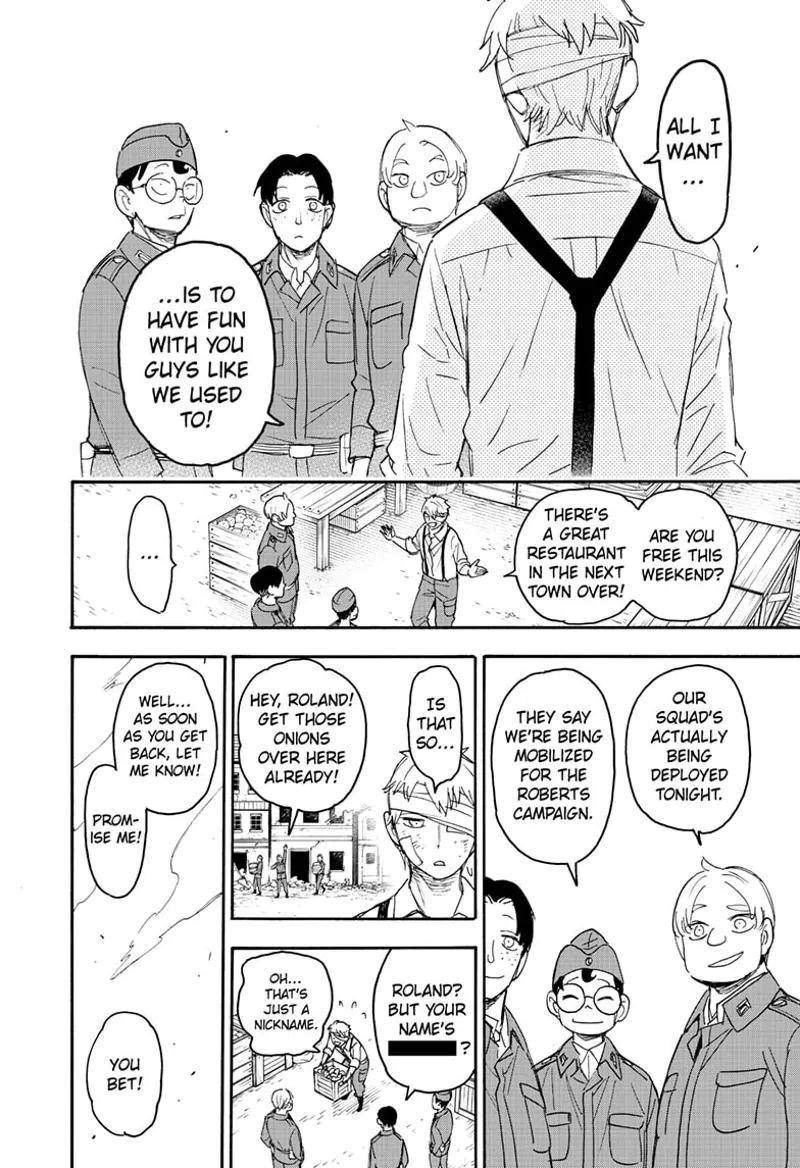 ALL I
WANT
...
...IS TO
HAVE FUN
WITH YOU
GUYS LIKE
WE USED
TO!
ARE YOU
FREE THIS
WEEKEND?
THERE'S
A GREAT
RESTAURANT
IN THE NEXT
TOWN OVER!
...
OUR
SQUAD'S
ACTUALLY
BEING
DEPLOYED
TONIGHT.
THEY SAY
WE'RE BEING
MOBILIZED
FOR THE
ROBERTS
CAMPAIGN.
IS
THAT
SO...
HEY, ROLAND!
GET THOSE
ONIONS
OVER HERE
ALREADY!
ROLAND?
BUT YOUR
NAME'S
?
OH...
THAT'S
JUST A
NICKNAME.
WELL...
AS SOON
AS YOU GET
BACK, LET
ME KNOW!
PROM-
ISE ME!
YOU
BET!